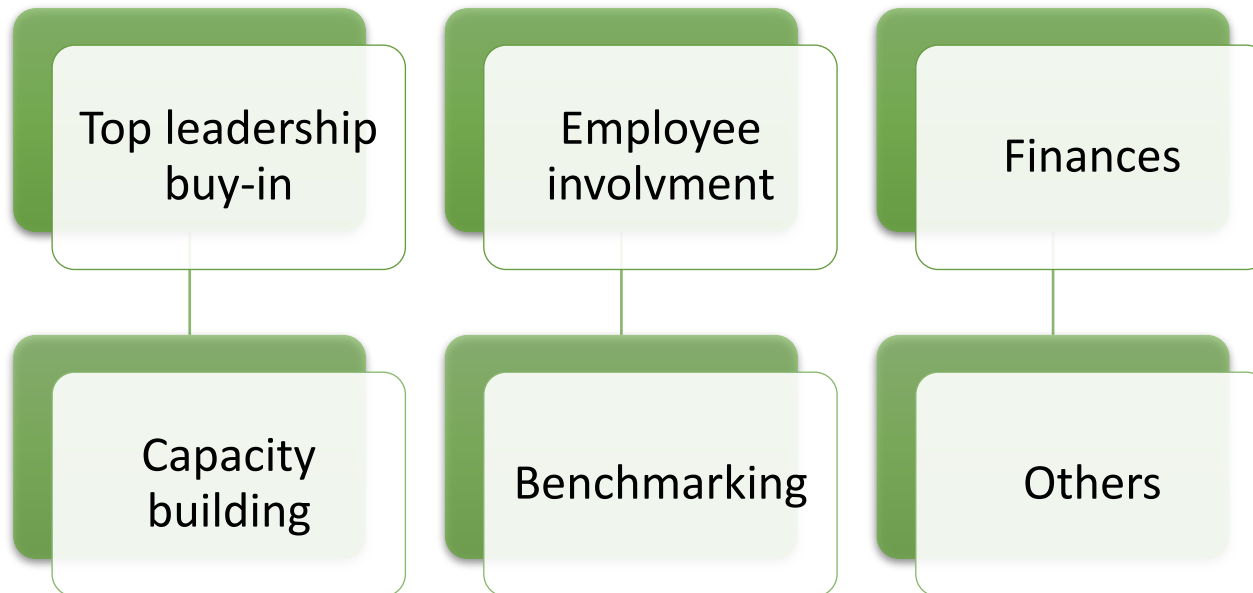 Top leadership
buy-in
Employee
involvment
Finances
Capacity
building
Benchmarking
Others